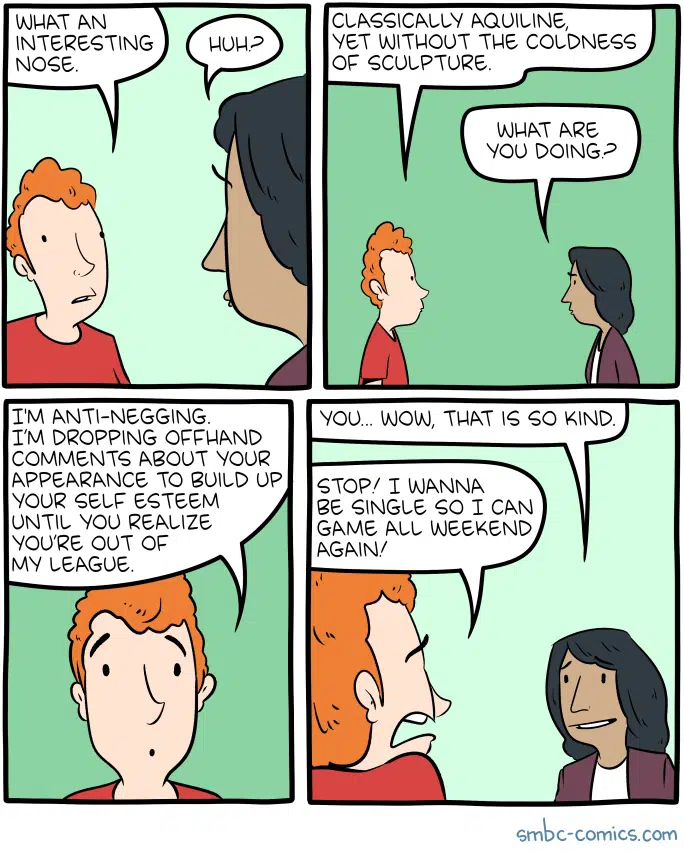 WHAT AN
INTERESTING
NOSE.
HUH?
CLASSICALLY AQUILINE,
YET WITHOUT THE COLDNESS
OF SCULPTURE.
WHAT ARE
YOU DOING?
I'M ANTI-NEGGING.
I'M DROPPING OFFHAND
COMMENTS ABOUT YOUR
APPEARANCE TO BUILD UP
YOUR SELF ESTEEM
UNTIL YOU REALIZE
YOU'RE OUT OF
MY LEAGUE.
YOU... WOW, THAT IS SO KIND.
STOP! I WANNA
BE SINGLE SO I CAN
GAME ALL WEEKEND
AGAIN!
smbc-comics.com